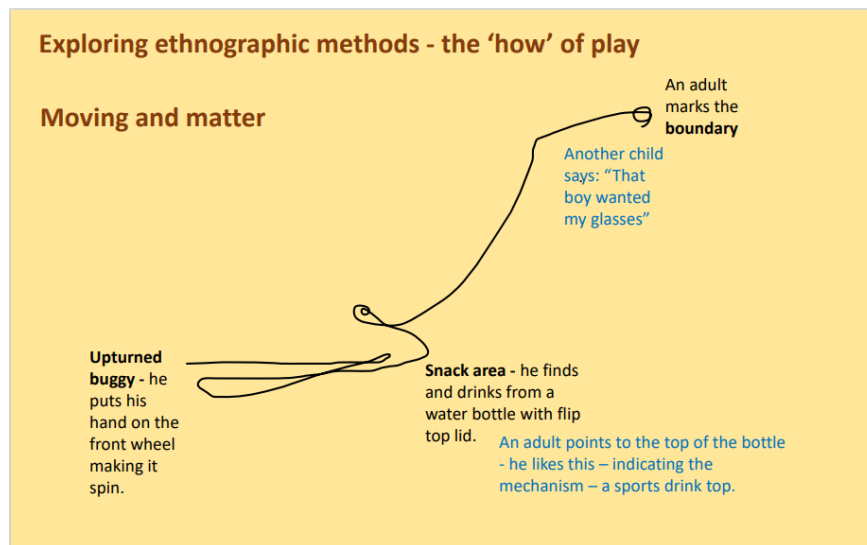 Exploring ethnographic methods - the ‘how’ of play
Moving and matter
An adult
marks the
boundary
Another child
says: “That
boy wanted
my glasses”
Upturned
buggy - he
puts his
hand on the
front wheel
making it
spin.
Snack area - he finds
and drinks from a
water bottle with flip
top lid.
An adult points to the top of the bottle
- he likes this – indicating the
mechanism – a sports drink top.